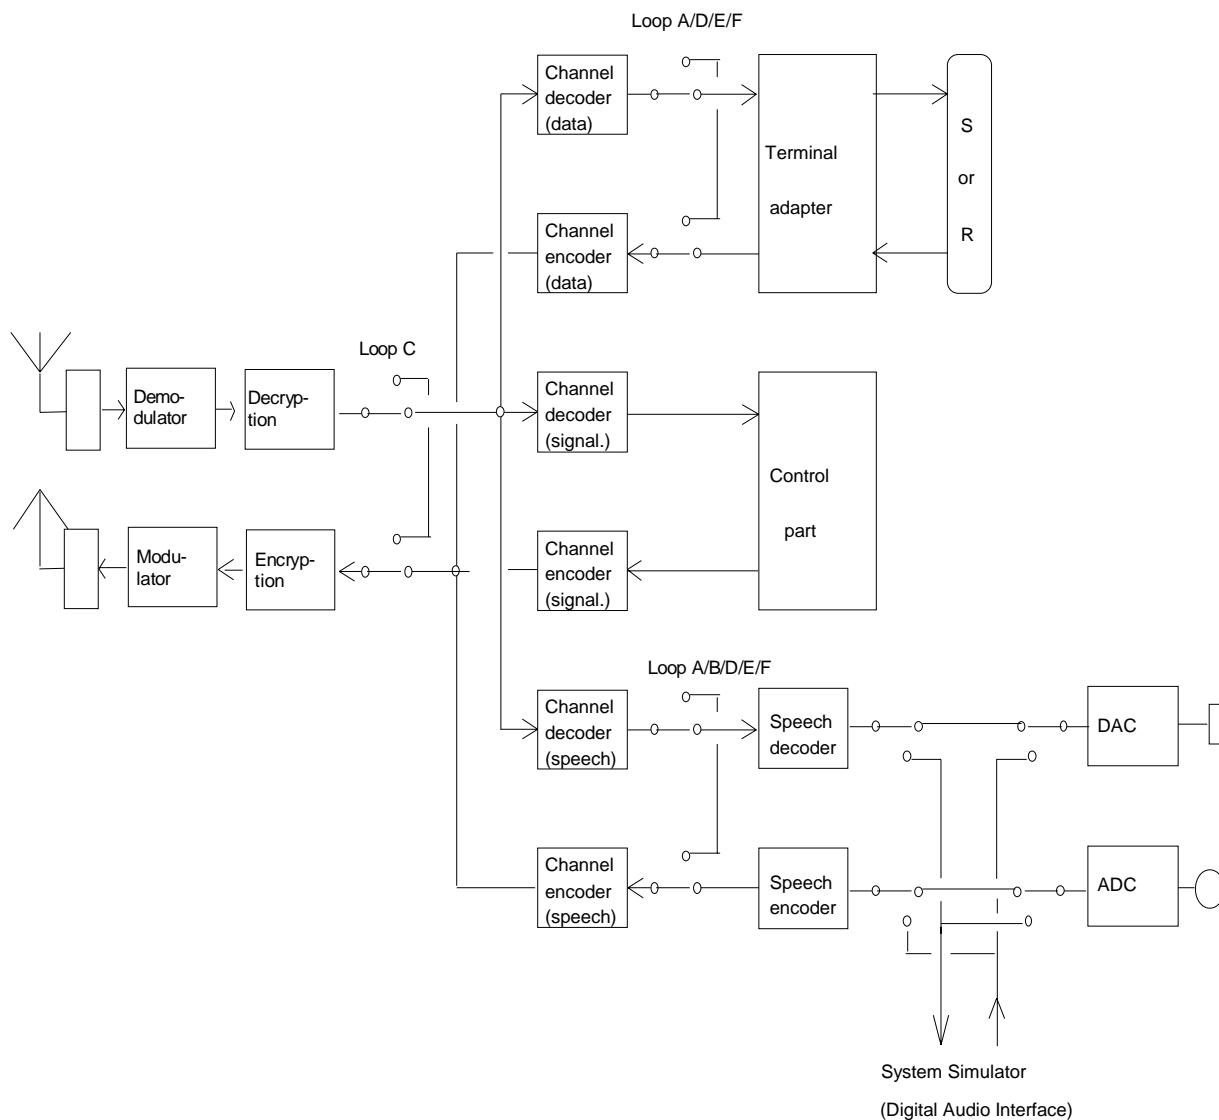 Loop A/D/E/F
Channel
decoder
(data)
Terminal
adapter
S
or
R
Channel
encoder
(data)
Loop C
Demo-
dulator
Decryp-
tion
Channel
decoder
(signal.)
Control
part
Modu-
lator
Encryp-
tion
Channel
encoder
(signal.)
Loop A/B/D/E/F
Channel
decoder
(speech)
Speech
decoder
DAC
Channel
encoder
(speech)
Speech
encoder
ADC
System Simulator
(Digital Audio Interface)